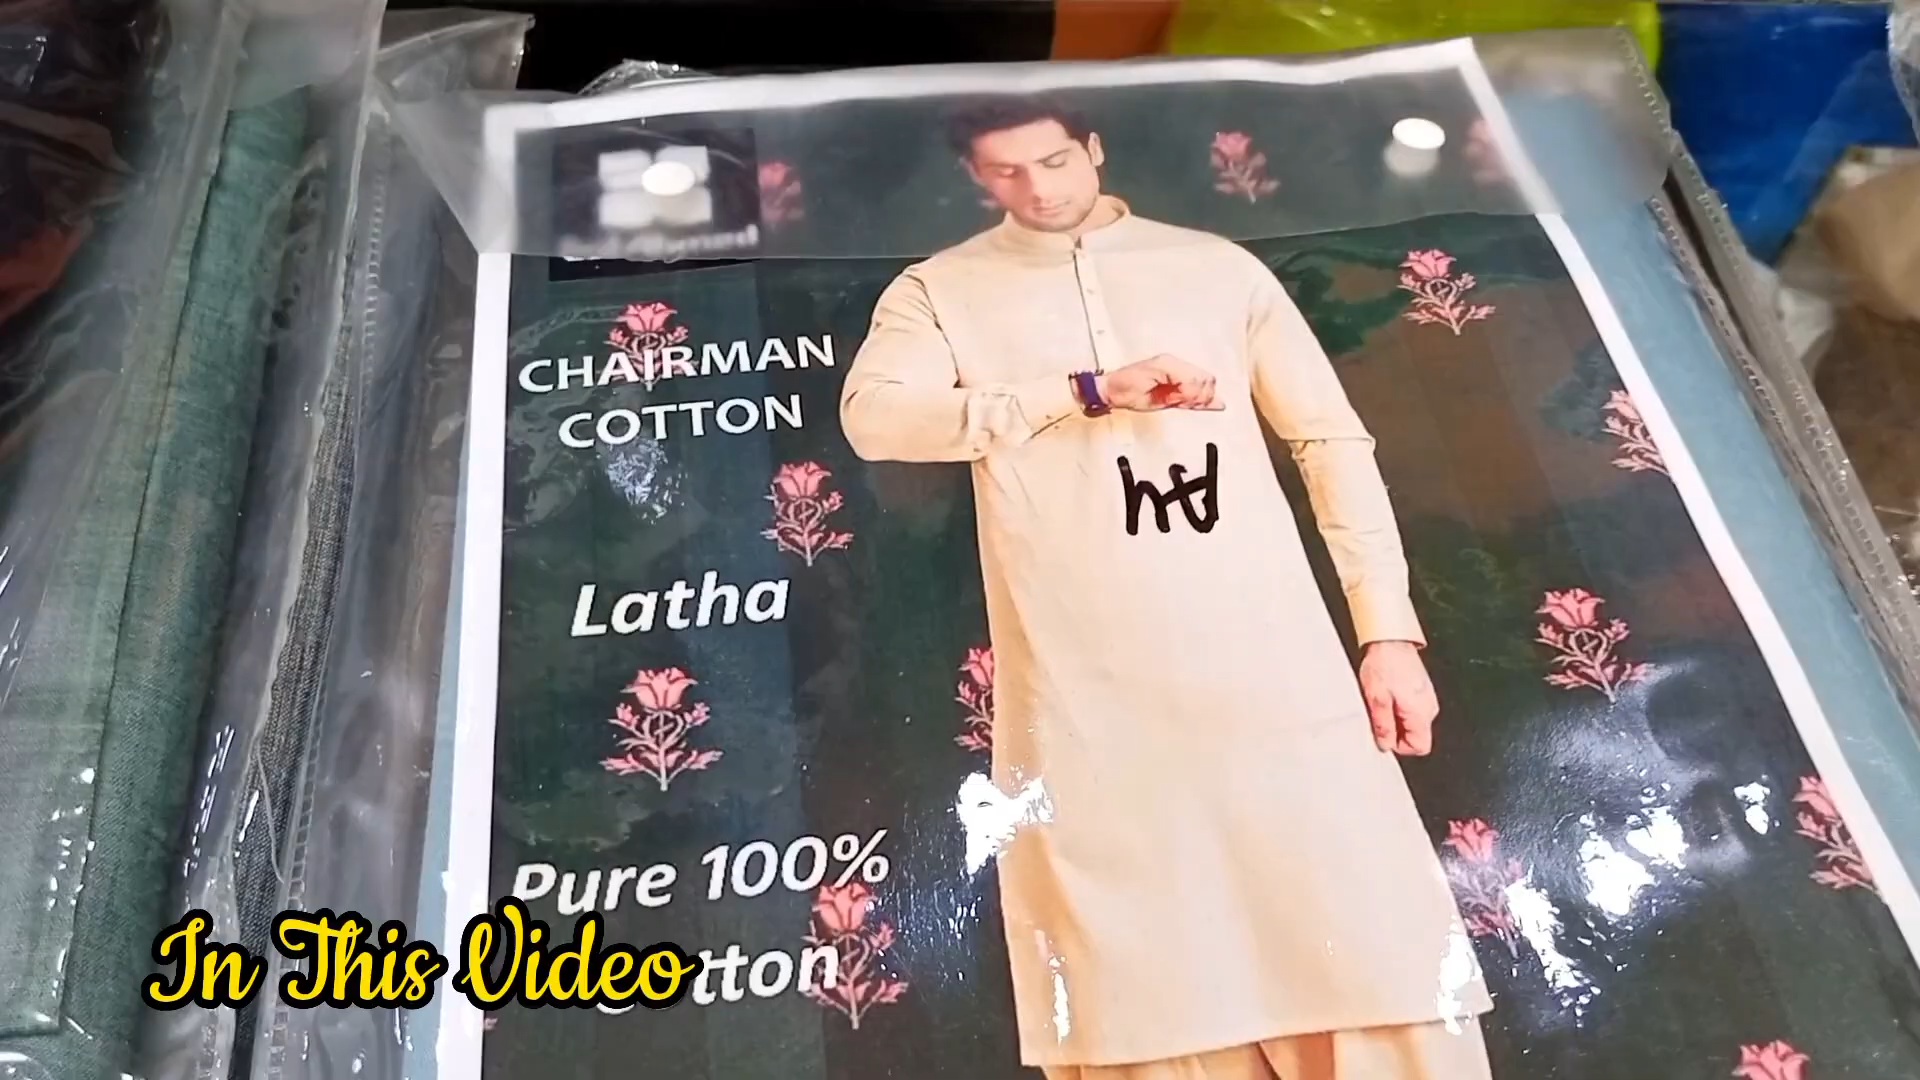 CHAIRMAN
COTTON
Latha
Pure 100%
In This Video